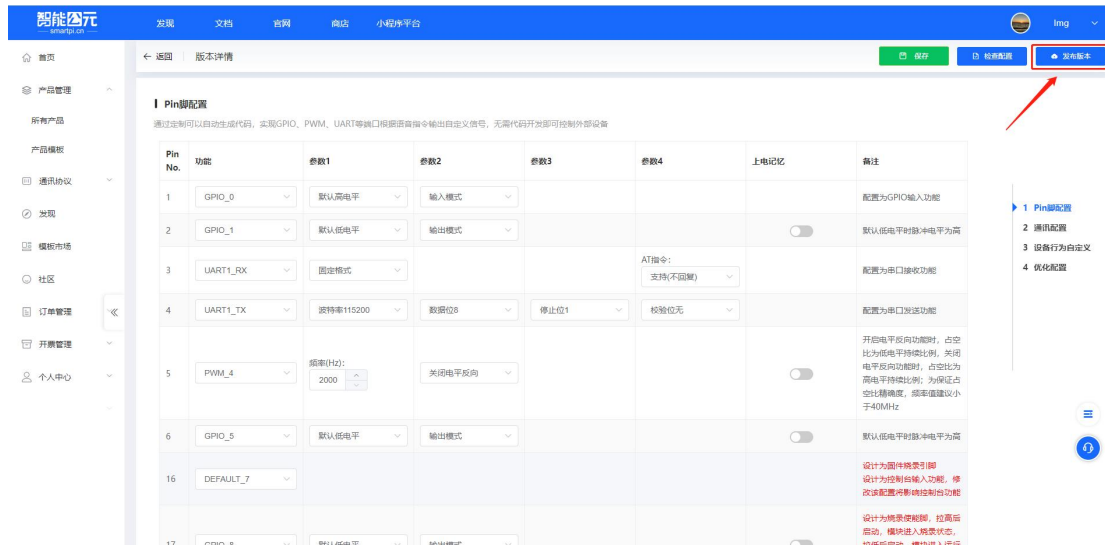 智能公元
smartpi.cn
发现 文档 官网 商店 小程序平台
lmg
首页
产品管理
所有产品
产品模板
通讯协议
发现
模板市场
社区
订单管理
开票管理
个人中心
← 返回 版本详情
保存 检查配置 发布版本
Pin脚配置
通过定制可以自动生成代码，实现GPIO、PWM、UART等端口根据语音指令输出自定义信号，无需代码开发即可控制外部设备
Pin No. 功能 参数1 参数2 参数3 参数4 上电记忆 备注
1 GPIO_0 默认高电平 输入模式 配置为GPIO输入功能
2 GPIO_1 默认低电平 输出模式 默认低电平时脉冲电平为高
3 UART1_RX 固定格式 AT指令： 支持(不回复) 配置为串口接收功能
4 UART1_TX 波特率115200 数据位8 停止位1 校验位无 配置为串口发送功能
5 PWM_4 频率(Hz): 2000 关闭电平反向
开启电平反向功能时，占空
比为低电平持续比例，关闭
电平反向功能时，占空比为
高电平持续比例；为保证占
空比精确度，频率值建议小
于40MHz
6 GPIO_5 默认低电平 输出模式 默认低电平时脉冲电平为高
16 DEFAULT_7
设计为固件烧录引脚
设计为控制台输入功能，修
改该配置将影响控制台功能
17 GPIO_8 默认低电平 输出模式
设计为烧录使能脚，拉高后
启动，模块进入烧录状态，
拉低后启动，模块进入运行
1 Pin脚配置
2 通讯配置
3 设备行为自定义
4 优化配置